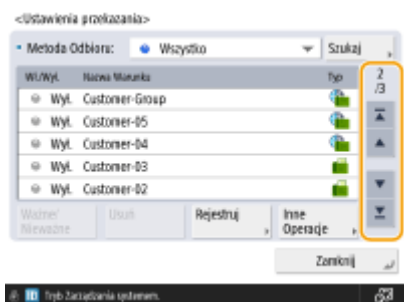 <Ustawienia przekazania>
Metoda Odbioru: Wszystko Szukaj
Wł./Wył. Nazwa Warunku Typ 2
/3
Wył. Customer-Group
Wył. Customer-05
Wył. Customer-04
Wył. Customer-03
Wył. Customer-02
Ważne/ Usuń Rejestruj Inne
Nieważne Operacje
Zamknij
ID Tryb Zarządzania systemem.